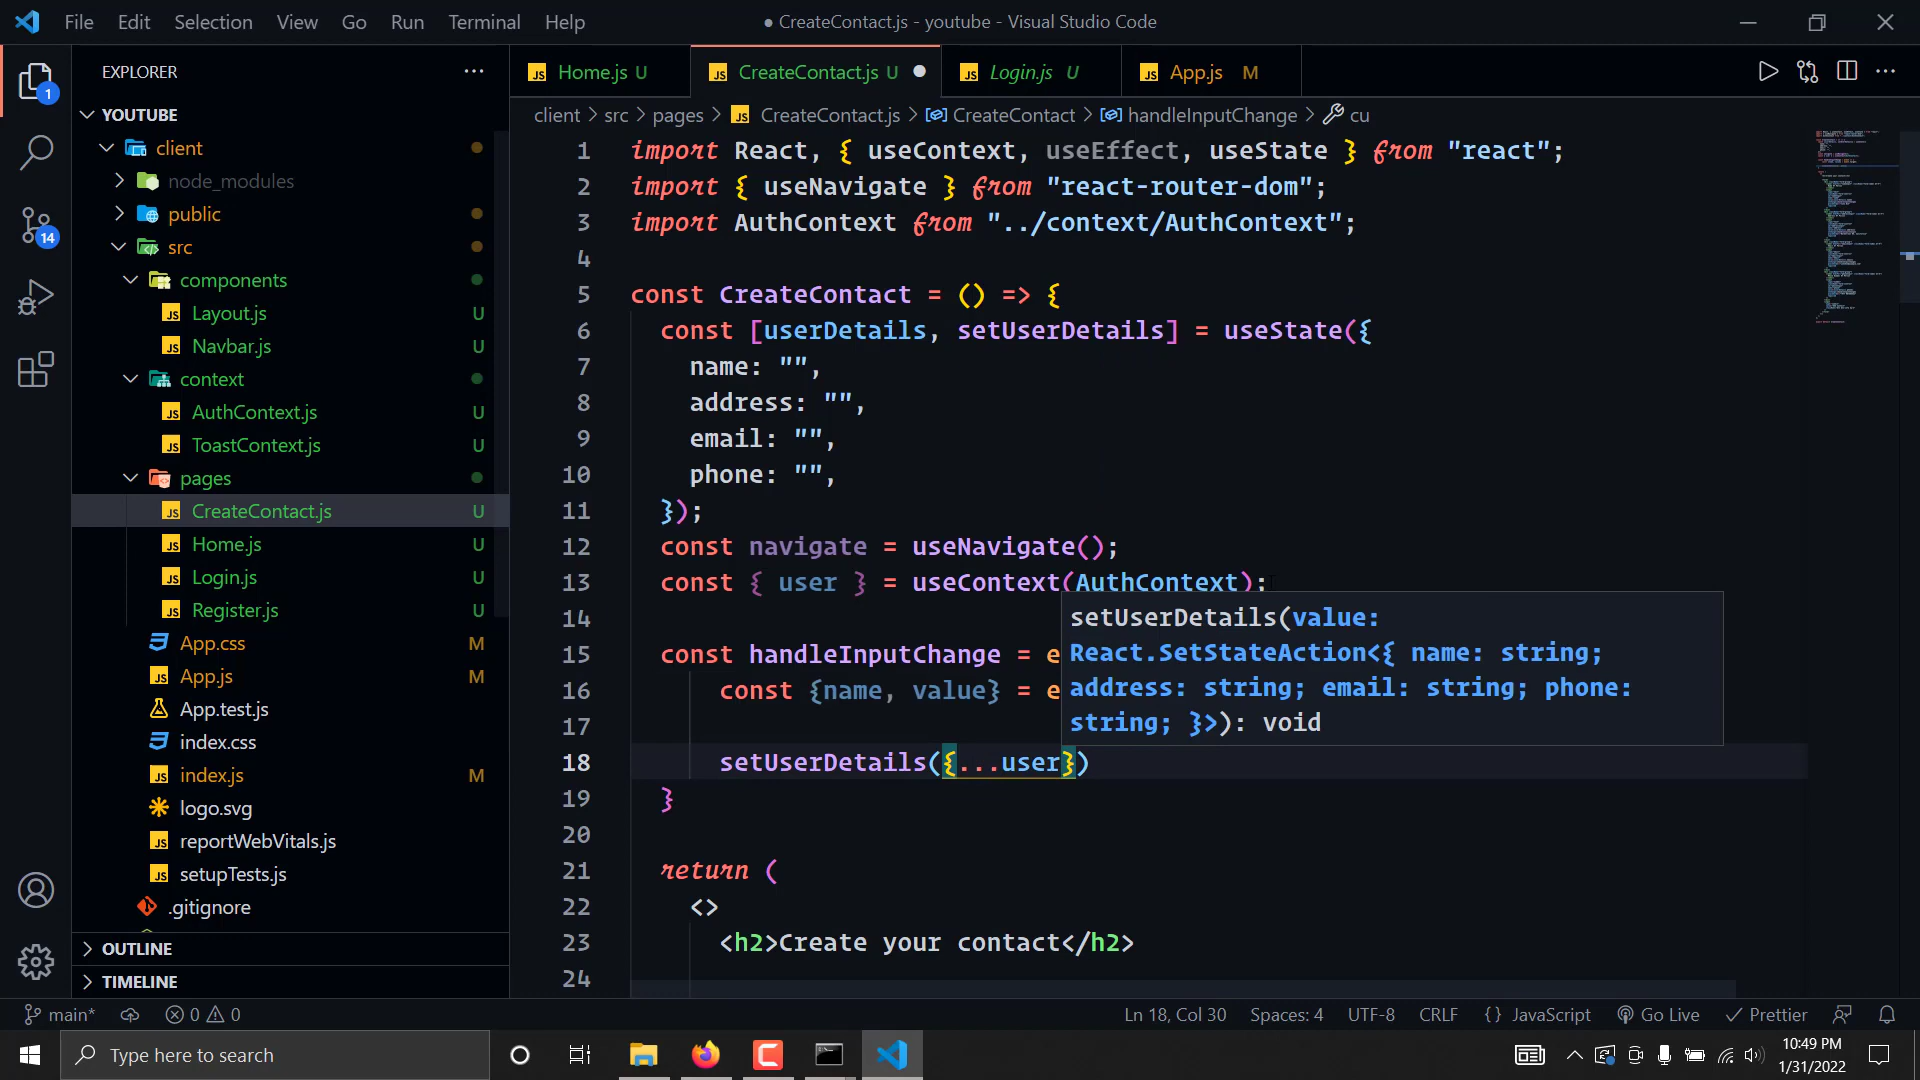 File Edit Selection View Go Run Terminal Help
● CreateContact.js - youtube - Visual Studio Code
EXPLORER
Home.js U
CreateContact.js U
Login.js U
App.js M
1
14
YOUTUBE
client
node_modules
public
src
components
Layout.js U
Navbar.js U
context
AuthContext.js U
ToastContext.js U
pages
CreateContact.js U
Home.js U
Login.js U
Register.js U
App.css M
App.js M
App.test.js
index.css
index.js M
logo.svg
reportWebVitals.js
setupTests.js
.gitignore
OUTLINE
TIMELINE
client > src > pages > JS CreateContact.js > CreateContact > handleInputChange > cu
1 import React, { useContext, useEffect, useState } from "react";
2 import { useNavigate } from "react-router-dom";
3 import AuthContext from "../context/AuthContext";
4
5 const CreateContact = () => {
6 const [userDetails, setUserDetails] = useState({
7 name: "",
8 address: "",
9 email: "",
10 phone: "",
11 });
12 const navigate = useNavigate();
13 const { user } = useContext(AuthContext);
14
15 const handleInputChange = e
16 const {name, value} = e
17
18 setUserDetails({...user})
19 }
20
21 return (
22 <>
23 <h2>Create your contact</h2>
24
setUserDetails(value:
React.SetStateAction<{ name: string;
address: string; email: string; phone:
string; }>): void
main* 0 0 Ln 18, Col 30 Spaces: 4 UTF-8 CRLF {} JavaScript Go Live Prettier
Type here to search
10:49 PM
1/31/2022